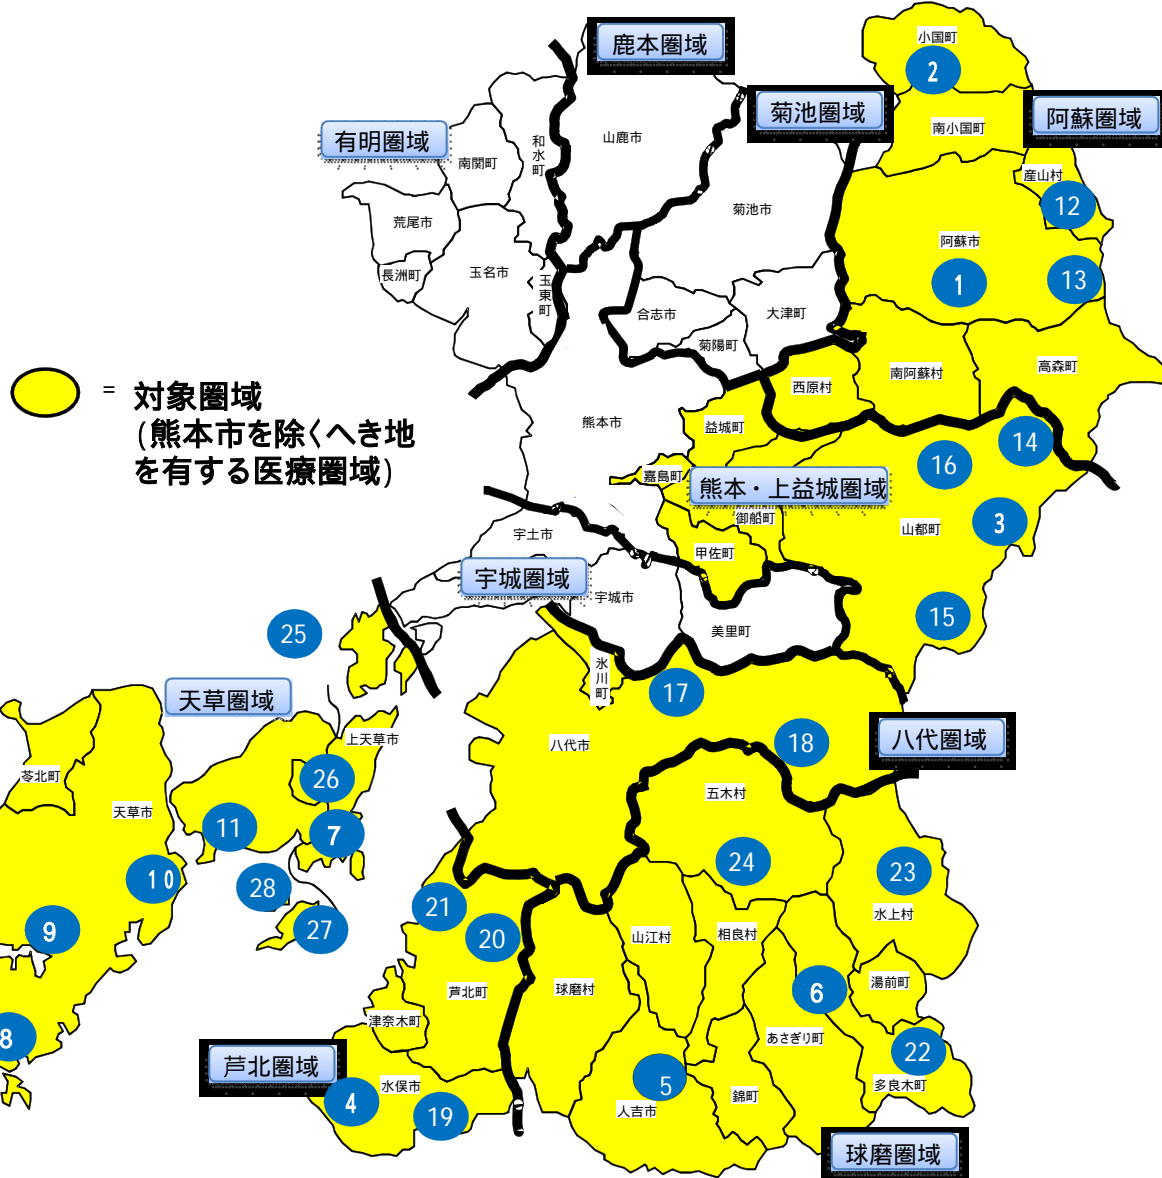 鹿本圏域
小国町
2
菊池圏域
阿蘇圏域
有明圏域
南関町
和水町
山鹿市
南小国町
産山村
12
荒尾市
菊池市
阿蘇市
長洲町
玉名市
玉東町
1
13
合志市
大津町
菊陽町
西原村
南阿蘇村
高森町
= 対象圏域
(熊本市を除くへき地
を有する医療圏域)
熊本市
益城町
14
16
嘉島町
熊本・上益城圏域
御船町
山都町
3
宇土市
甲佐町
宇城圏域
宇城市
美里町
15
25
氷川町
17
天草圏域
上天草市
八代市
18
八代圏域
苓北町
26
五木村
天草市
11
7
24
23
10
28
21
水上村
9
27
20
山江村
相良村
芦北町
球磨村
6
湯前町
8
津奈木町
あさぎり町
22
芦北圏域
水俣市
5
多良木町
4
19
人吉市
錦町
球磨圏域